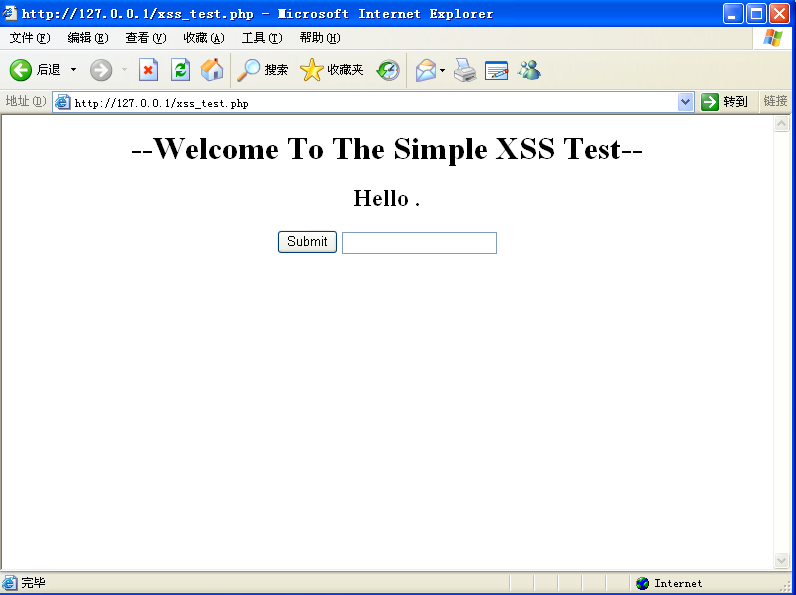 http://127.0.0.1/xss_test.php - Microsoft Internet Explorer
文件(F) 编辑(E) 查看(V) 收藏(A) 工具(T) 帮助(H)
后退 搜索 收藏夹
地址(D) http://127.0.0.1/xss_test.php 转到 链接
--Welcome To The Simple XSS Test--
Hello .
Submit
完毕 Internet